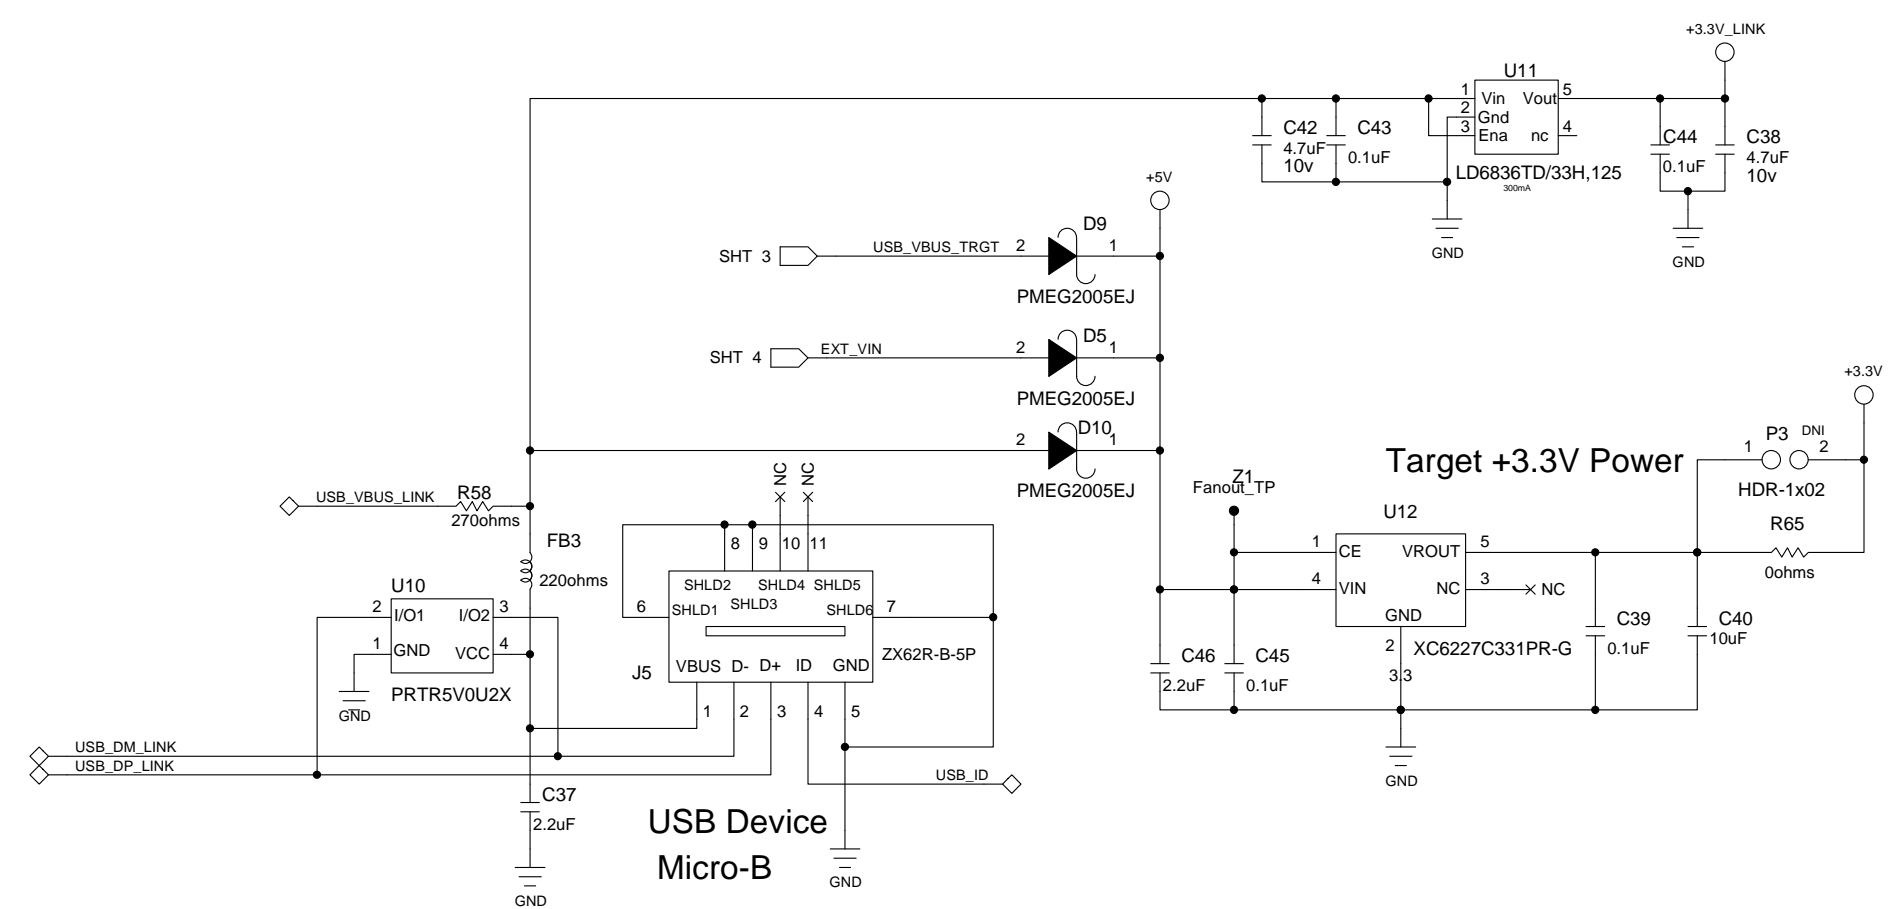 +3.3V_LINK
U11
1 Vin Vout 5
2 Gnd
3 Ena nc 4
LD6836TD/33H,125
300mA
C42
4.7uF
10v
C43
0.1uF
C44
0.1uF
C38
4.7uF
10v
GND
GND
+5V
SHT 3
USB_VBUS_TRGT
2 D9 1
PMEG2005EJ
SHT 4
EXT_VIN
2 D5 1
PMEG2005EJ
2 D10 1
PMEG2005EJ
+3.3V
Target +3.3V Power
1 P3 DNI 2
HDR-1x02
R65
0ohms
Z1
Fanout_TP
U12
1 CE VROUT 5
4 VIN NC 3 NC
GND
2
3.3
XC6227C331PR-G
C46
2.2uF
C45
0.1uF
C39
0.1uF
C40
10uF
GND
USB_VBUS_LINK
R58
270ohms
FB3
220ohms
U10
2 I/O1 I/O2 3
1 GND VCC 4
PRTR5V0U2X
GND
NC NC
8 9 10 11
SHLD2 SHLD4 SHLD5
6 SHLD1 SHLD3 SHLD6 7
ZX62R-B-5P
J5
VBUS D- D+ ID GND
1 2 3 4 5
USB_DM_LINK
USB_DP_LINK
USB_ID
C37
2.2uF
GND
USB Device
Micro-B
GND